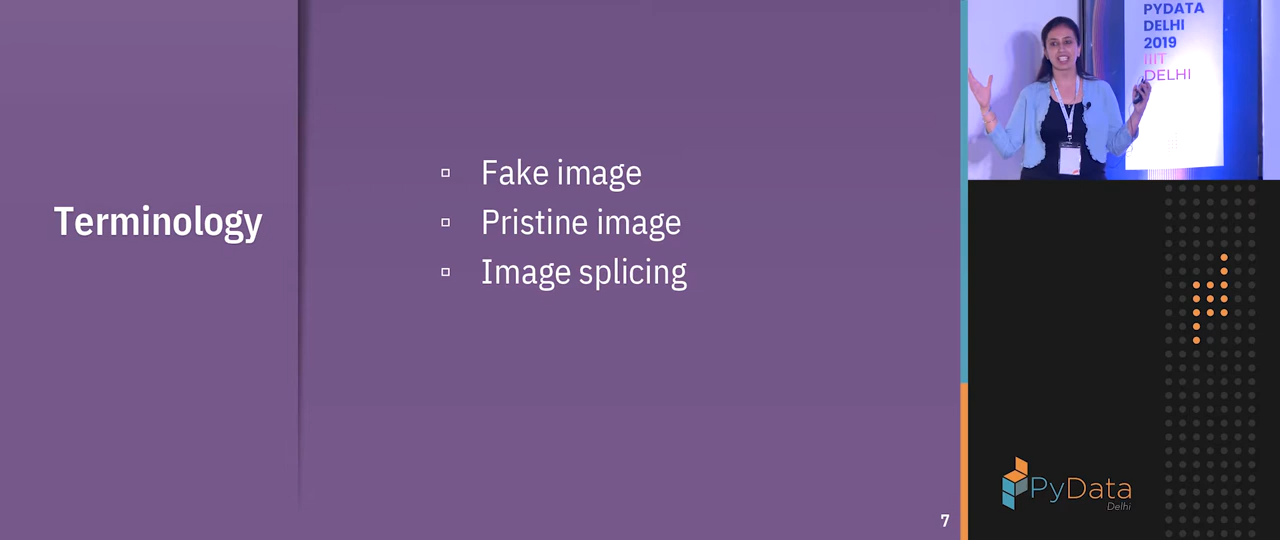 Terminology
Fake image
Pristine image
Image splicing
7
PYDATA
DELHI
2019
IIIT
DELHI
PyData
Delhi